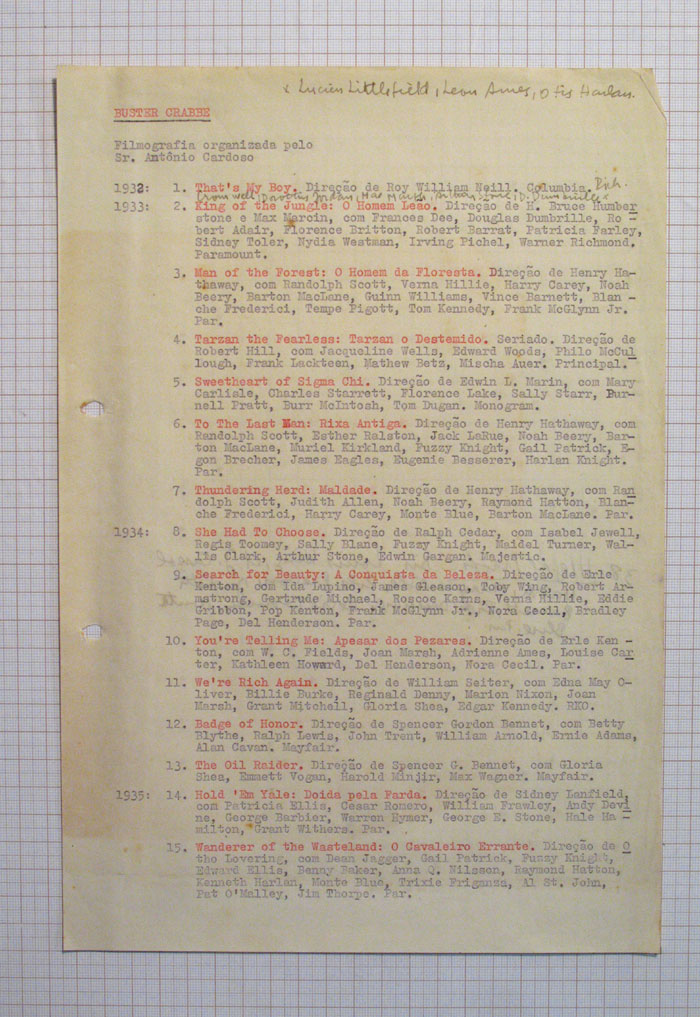 & Lucien Littlefield, Leon Ames, Otis Harlan.
BUSTER CRABBE
Filmografia organizada pelo
Sr. Antônio Cardoso
1932: 1. That's My Boy. Direção de Roy William Neill. Columbia. Rich.
Cromwell, Dorothy Jordan, Mae Marsh, Arthur Stone, D. Dumbrille &
1933: 2. King of the Jungle: O Homem Leão. Direção de H. Bruce Humber
stone e Max Marcin, com Frances Dee, Douglas Dumbrille, Ro
bert Adair, Florence Britton, Robert Barrat, Patricia Farley,
Sidney Toler, Nydia Westman, Irving Pichel, Warner Richmond.
Paramount.
3. Man of the Forest: O Homem da Floresta. Direção de Henry Ha-
thaway, com Randolph Scott, Verna Hillie, Harry Carey, Noah
Beery, Barton MacLane, Guinn Williams, Vince Barnett, Blan -
che Frederici, Tempe Pigott, Tom Kennedy, Frank McGlynn Jr.
Par.
4. Tarzan the Fearless: Tarzan o Destemido. Seriado. Direção de
Robert Hill, com Jacqueline Wells, Edward Woods, Philo McCul
lough, Frank Lackteen, Mathew Betz, Mischa Auer. Principal.
5. Sweetheart of Sigma Chi. Direção de Edwin L. Marin, com Mary
Carlisle, Charles Starrett, Florence Lake, Sally Starr, Bur-
nell Pratt, Burr McIntosh, Tom Dugan. Monogram.
6. To The Last Man: Rixa Antiga. Direção de Henry Hathaway, com
Randolph Scott, Esther Ralston, Jack LaRue, Noah Beery, Bar-
ton MacLane, Muriel Kirkland, Fuzzy Knight, Gail Patrick, E-
gon Brecher, James Eagles, Eugenie Besserer, Harlan Knight.
Par.
7. Thundering Herd: Maldade. Direção de Henry Hathaway, com Ran
dolph Scott, Judith Allen, Noah Beery, Raymond Hatton, Blan-
che Frederici, Harry Carey, Monte Blue, Barton MacLane. Par.
1934: 8. She Had To Choose. Direção de Ralph Cedar, com Isabel Jewell,
Regis Toomey, Sally Blane, Fuzzy Knight, Maidel Turner, Wal-
lis Clark, Arthur Stone, Edwin Gargan. Majestic.
9. Search for Beauty: A Conquista da Beleza. Direção de Erle
Kenton, com Ida Lupino, James Gleason, Toby Wing, Robert Ar-
mstrong, Gertrude Michael, Roscoe Karns, Verna Hillie, Eddie
Gribbon, Pop Kenton, Frank McGlynn Jr., Nora Cecil, Bradley
Page, Del Henderson. Par.
10. You're Telling Me: Apesar dos Pezares. Direção de Erle Ken -
ton, com W. C. Fields, Joan Marsh, Adrienne Ames, Louise Car
ter, Kathleen Howard, Del Henderson, Nora Cecil. Par.
11. We're Rich Again. Direção de William Seiter, com Edna May O-
liver, Billie Burke, Reginald Denny, Marion Nixon, Joan
Marsh, Grant Mitchell, Gloria Shea, Edgar Kennedy. RKO.
12. Badge of Honor. Direção de Spencer Gordon Bennet, com Betty
Blythe, Ralph Lewis, John Trent, William Arnold, Ernie Adams,
Alan Cavan. Mayfair.
13. The Oil Raider. Direção de Spencer G. Bennet, com Gloria
Shea, Emmett Vogan, Harold Minjir, Max Wagner. Mayfair.
1935: 14. Hold 'Em Yale: Doida pela Farda. Direção de Sidney Lanfield,
com Patricia Ellis, Cesar Romero, William Frawley, Andy Devi
ne, George Barbier, Warren Hymer, George E. Stone, Hale Ha -
milton, Grant Withers. Par.
15. Wanderer of the Wasteland: O Cavaleiro Errante. Direção de O
tho Lovering, com Dean Jagger, Gail Patrick, Fuzzy Knight,
Edward Ellis, Benny Baker, Anna Q. Nilsson, Raymond Hatton,
Kenneth Harlan, Monte Blue, Trixie Friganza, Al St. John,
Pat O'Malley, Jim Thorpe. Par.